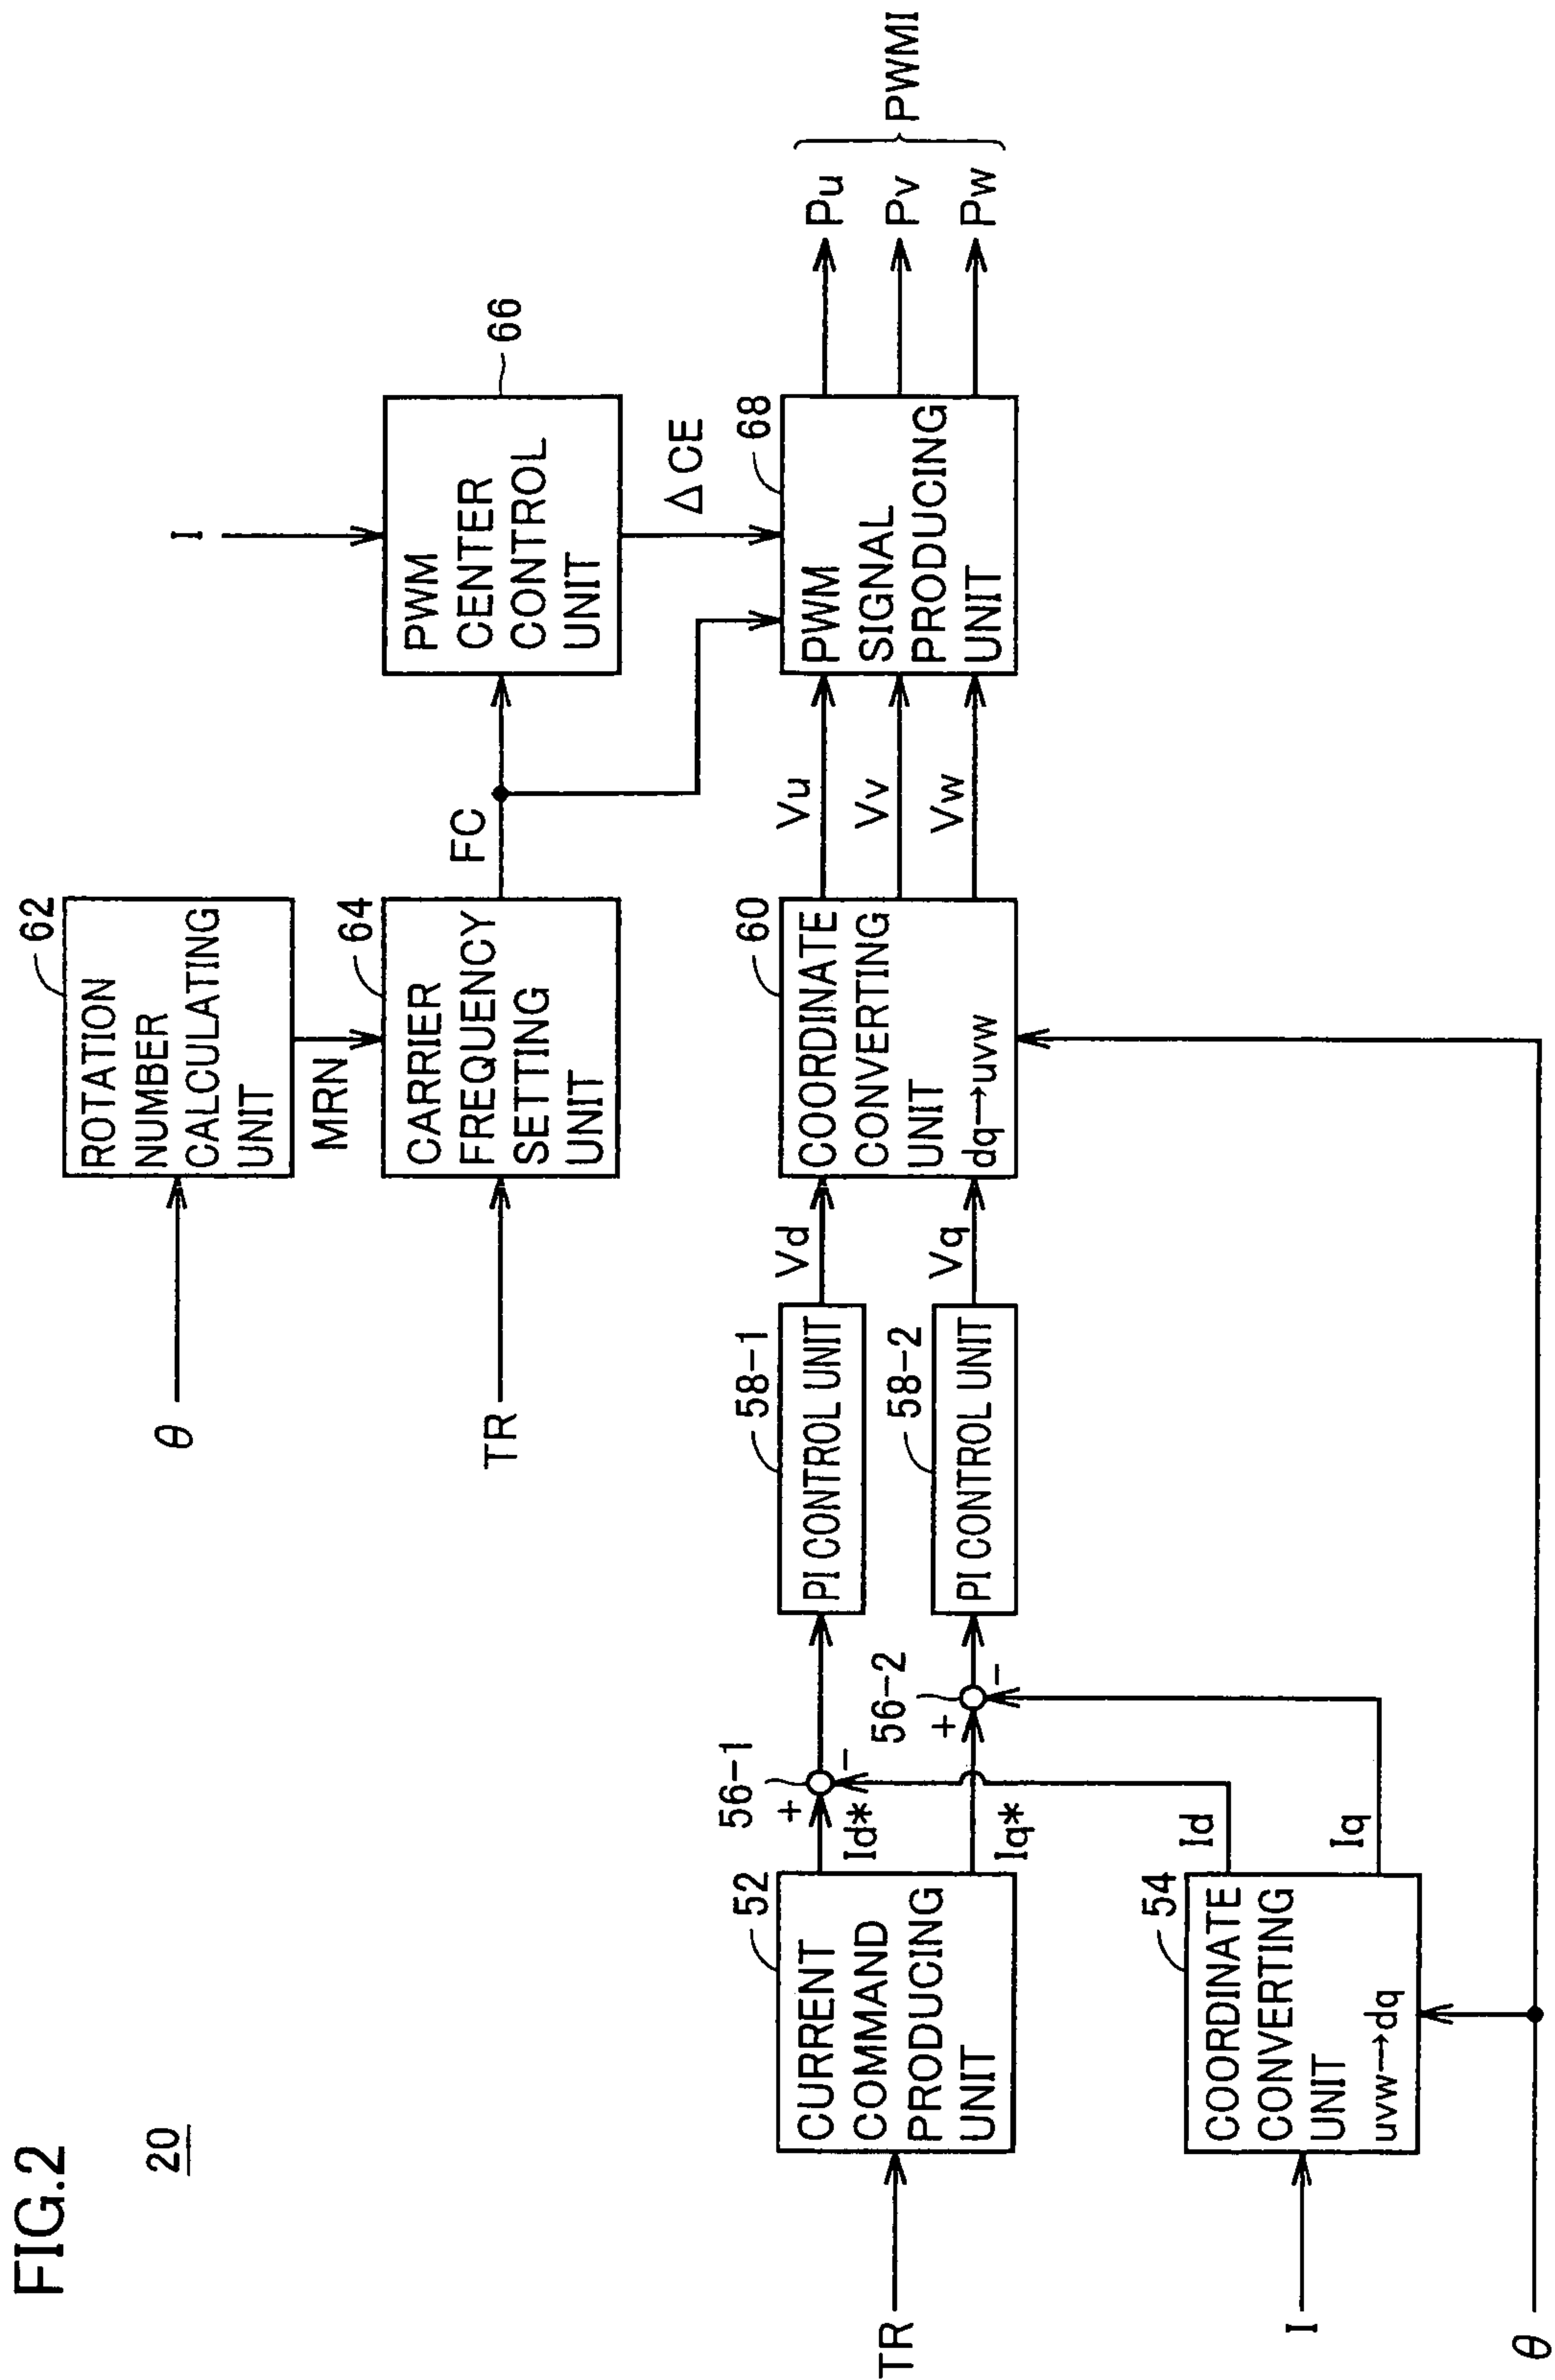 FIG.2
20
θ
ROTATION
NUMBER
CALCULATING
UNIT
62
MRN
TR
CARRIER
FREQUENCY
SETTING
UNIT
64
FC
I
PWM
CENTER
CONTROL
UNIT
66
ΔCE
TR
CURRENT
COMMAND
PRODUCING
UNIT
52
Id*
Iq*
+
-
56-1
+
-
56-2
PI CONTROL UNIT
58-1
PI CONTROL UNIT
58-2
Vd
Vq
COORDINATE
CONVERTING
UNIT
dq→uvw
60
Vu
Vv
Vw
PWM
SIGNAL
PRODUCING
UNIT
68
Pu
Pv
Pw
PWMI
I
COORDINATE
CONVERTING
UNIT
uvw→dq
54
Id
Iq
θ